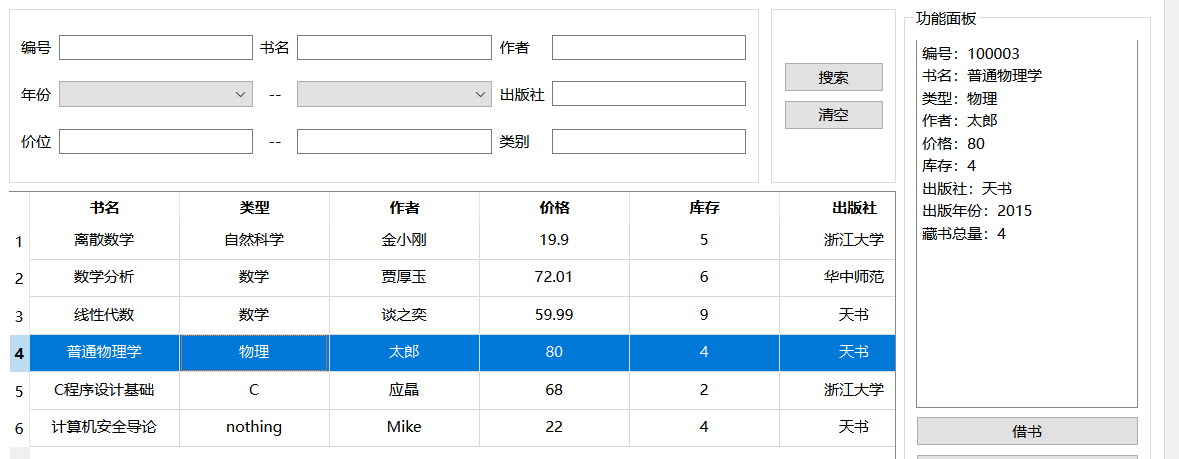 编号 书名 作者
年份 -- 出版社
价位 -- 类别
搜索
清空
书名 类型 作者 价格 库存 出版社
1 离散数学 自然科学 金小刚 19.9 5 浙江大学
2 数学分析 数学 贾厚玉 72.01 6 华中师范
3 线性代数 数学 谈之奕 59.99 9 天书
4 普通物理学 物理 太郎 80 4 天书
5 C程序设计基础 C 应晶 68 2 浙江大学
6 计算机安全导论 nothing Mike 22 4 天书
功能面板
编号：100003
书名：普通物理学
类型：物理
作者：太郎
价格：80
库存：4
出版社：天书
出版年份：2015
藏书总量：4
借书